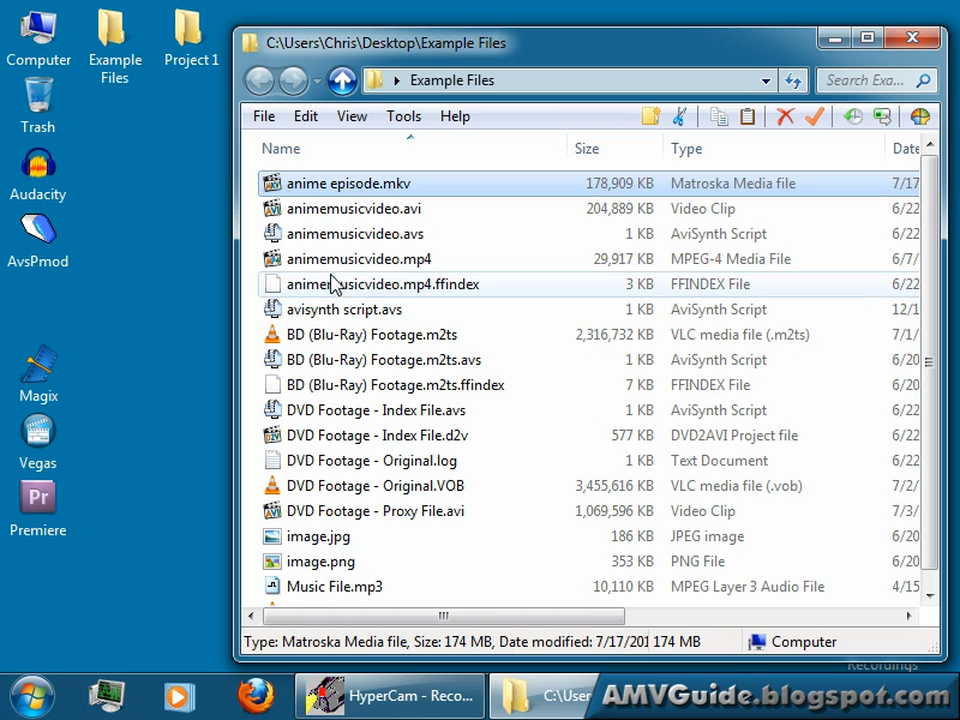 Computer
Example Files
Project 1
Trash
Audacity
AvsPmod
Magix
Vegas
Premiere
C:\Users\Chris\Desktop\Example Files
Example Files
Search Exa...
File Edit View Tools Help
Name Size Type Date
anime episode.mkv 178,909 KB Matroska Media file 7/17
animemusicvideo.avi 204,889 KB Video Clip 6/22
animemusicvideo.avs 1 KB AviSynth Script 6/22
animemusicvideo.mp4 29,917 KB MPEG-4 Media File 6/7/
animemusicvideo.mp4.ffindex 3 KB FFINDEX File 6/22
avisynth script.avs 1 KB AviSynth Script 12/1
BD (Blu-Ray) Footage.m2ts 2,316,732 KB VLC media file (.m2ts) 7/1/
BD (Blu-Ray) Footage.m2ts.avs 1 KB AviSynth Script 6/20
BD (Blu-Ray) Footage.m2ts.ffindex 7 KB FFINDEX File 6/20
DVD Footage - Index File.avs 1 KB AviSynth Script 6/22
DVD Footage - Index File.d2v 577 KB DVD2AVI Project file 6/22
DVD Footage - Original.log 1 KB Text Document 6/22
DVD Footage - Original.VOB 3,455,616 KB VLC media file (.vob) 7/2/
DVD Footage - Proxy File.avi 1,069,596 KB Video Clip 7/3/
image.jpg 186 KB JPEG image 6/20
image.png 353 KB PNG File 6/20
Music File.mp3 10,110 KB MPEG Layer 3 Audio File 4/15
Type: Matroska Media file, Size: 174 MB, Date modified: 7/17/201 174 MB Computer
Recordings
HyperCam - Reco...
C:\User
AMVGuide.blogspot.com